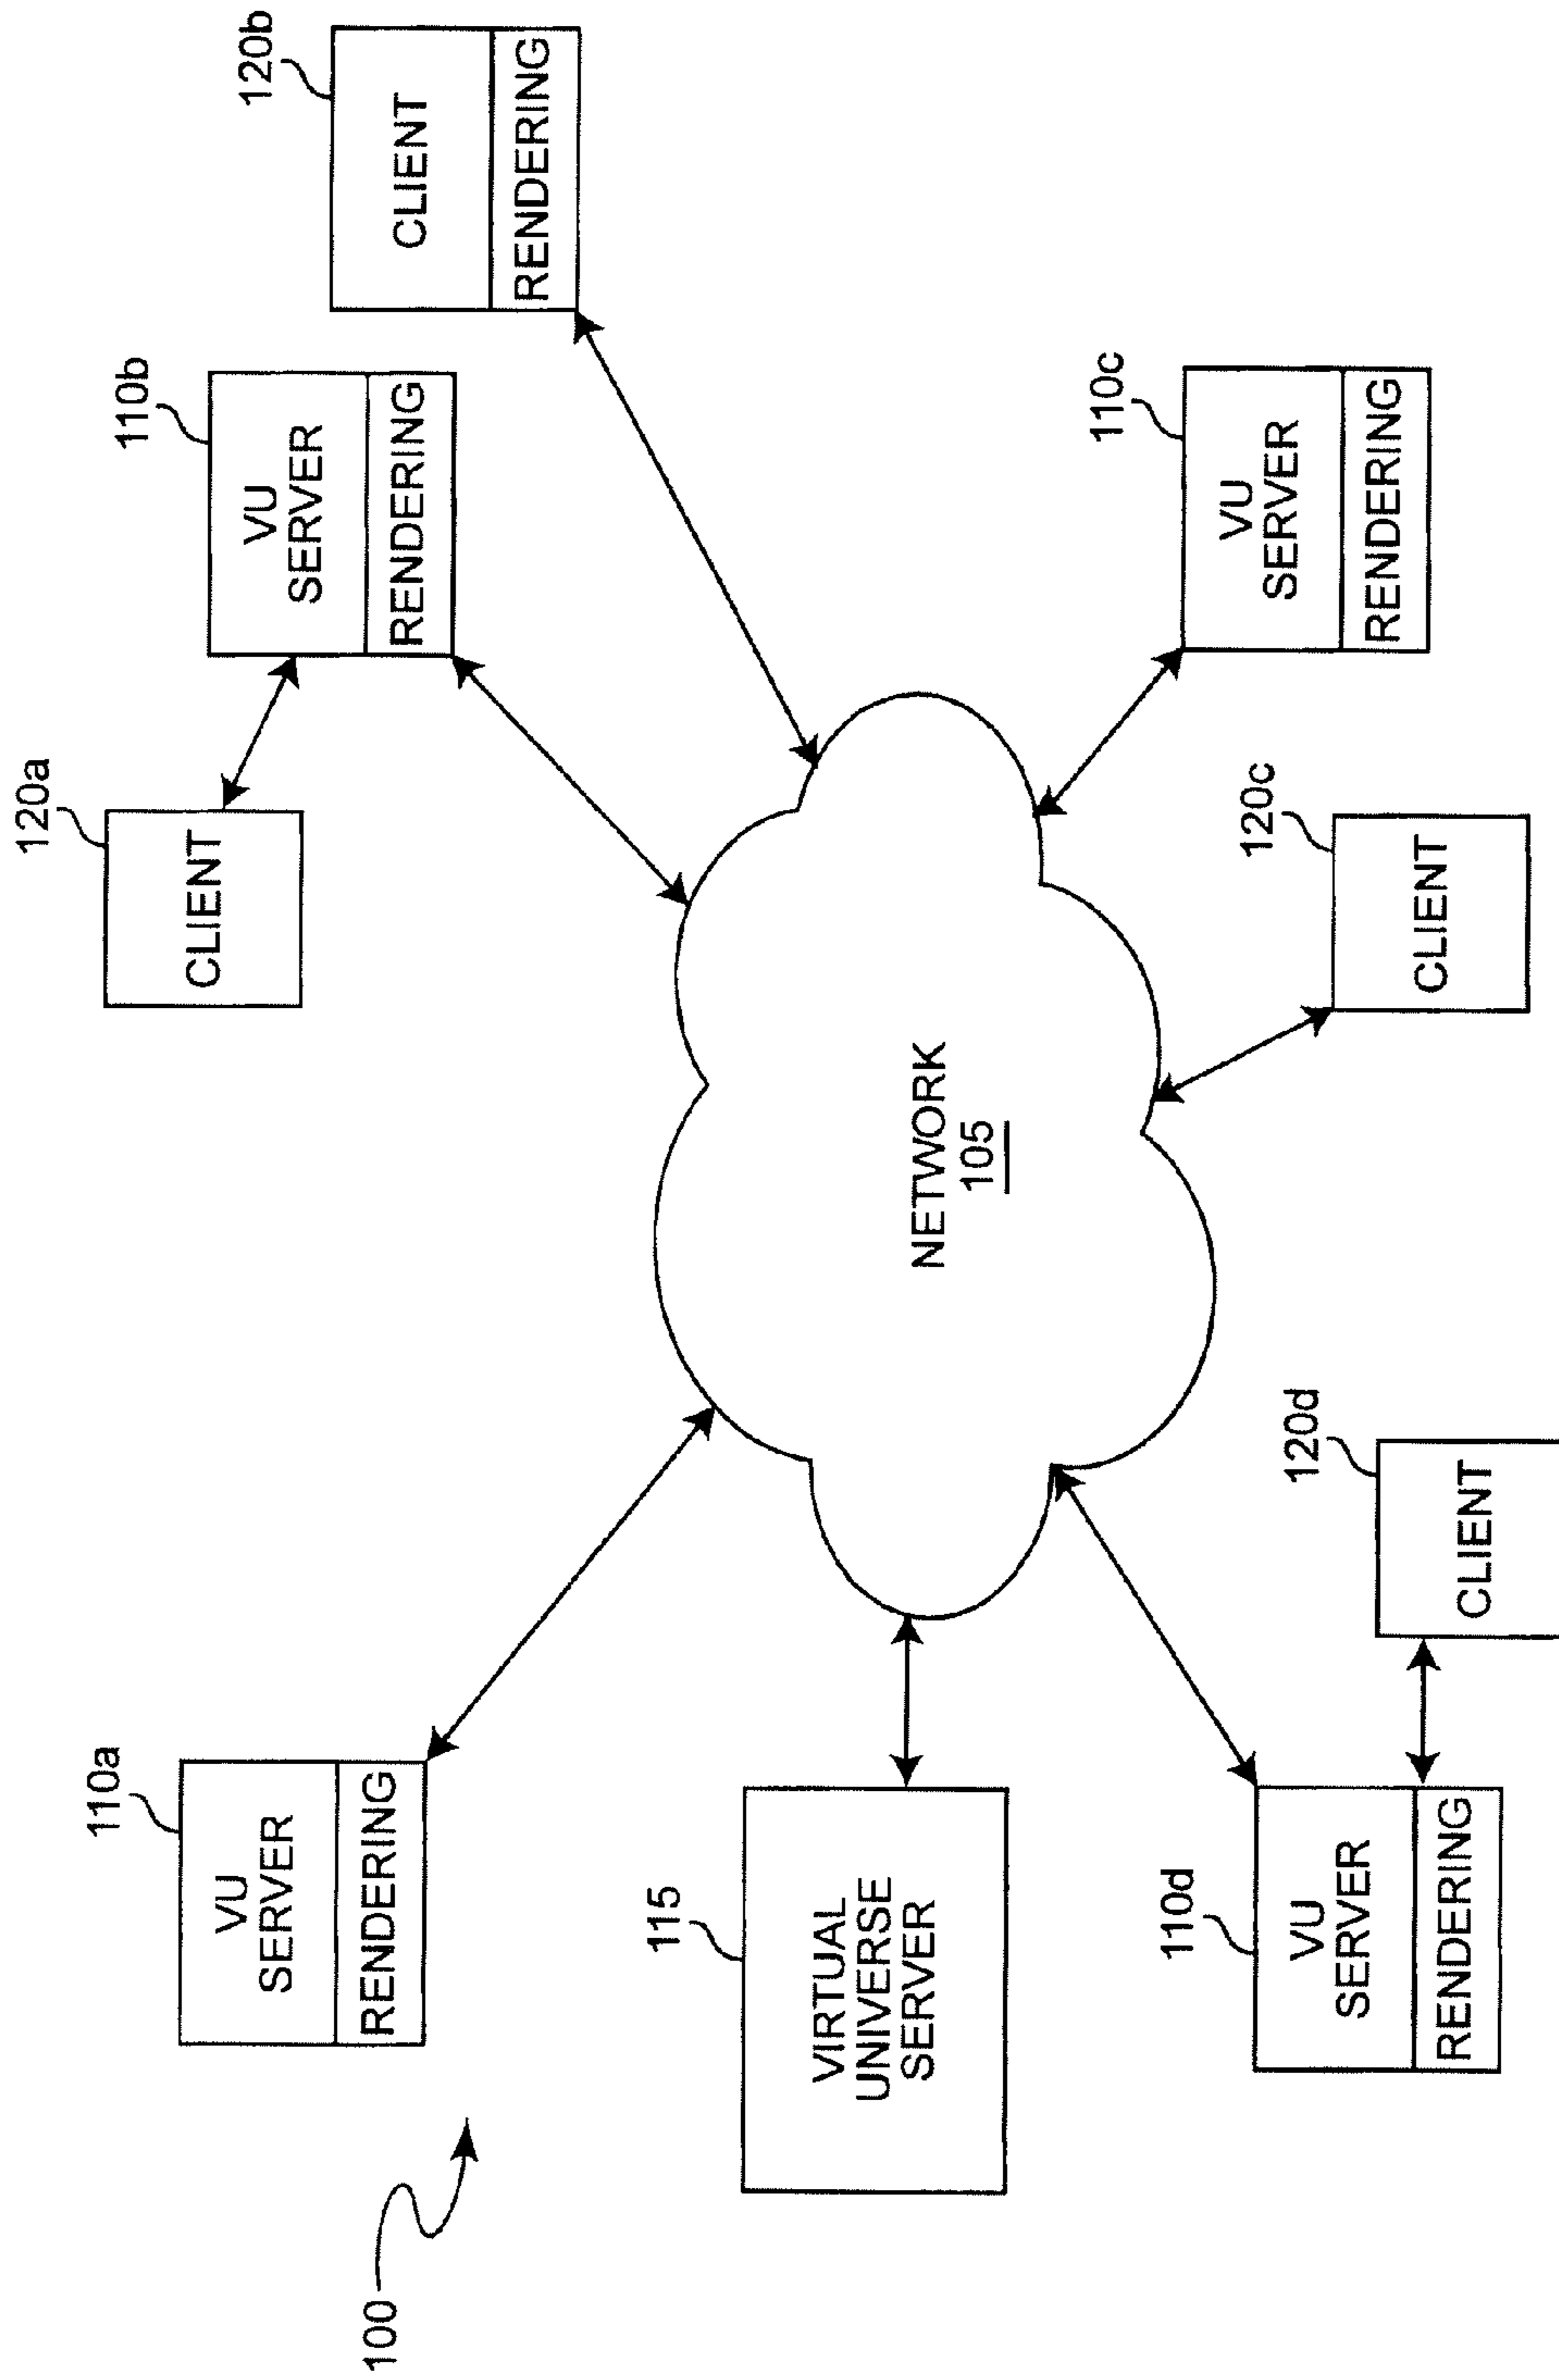 100
110a
VU
SERVER
RENDERING
120a
CLIENT
110b
VU
SERVER
RENDERING
120b
CLIENT
RENDERING
115
VIRTUAL
UNIVERSE
SERVER
NETWORK
105
110d
VU
SERVER
RENDERING
120d
CLIENT
120c
CLIENT
110c
VU
SERVER
RENDERING